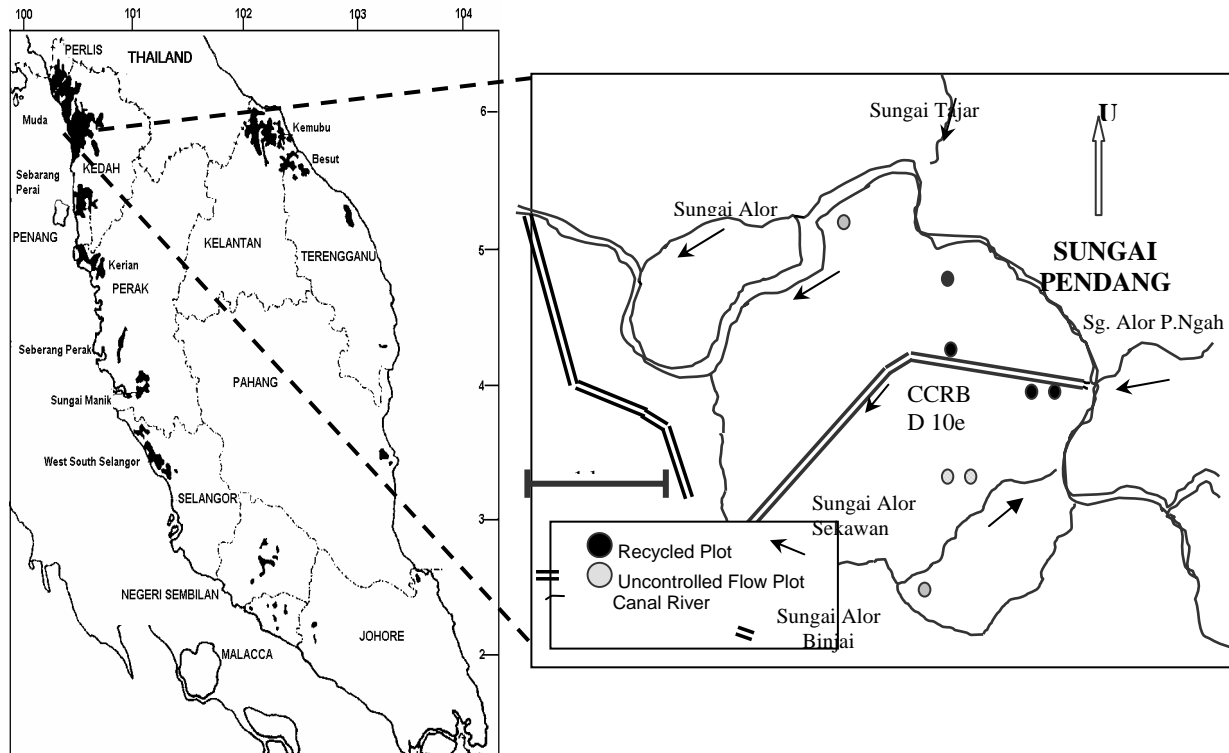 100
101
102
103
104
PERLIS
THAILAND
Muda
KEDAH
Sebarang
Perai
PENANG
Kemubu
Besut
KELANTAN
TERENGGANU
Kerian
PERAK
Seberang Perak
PAHANG
Sungai Manik
West South Selangor
SELANGOR
NEGERI SEMBILAN
MALACCA
JOHORE
6
5
4
3
2
Sungai Tajar
U
Sungai Alor
SUNGAI
PENDANG
Sg. Alor P.Ngah
CCRB
D 10e
Sungai Alor
Sekawan
Recycled Plot
Uncontrolled Flow Plot
Canal River
Sungai Alor
Binjai